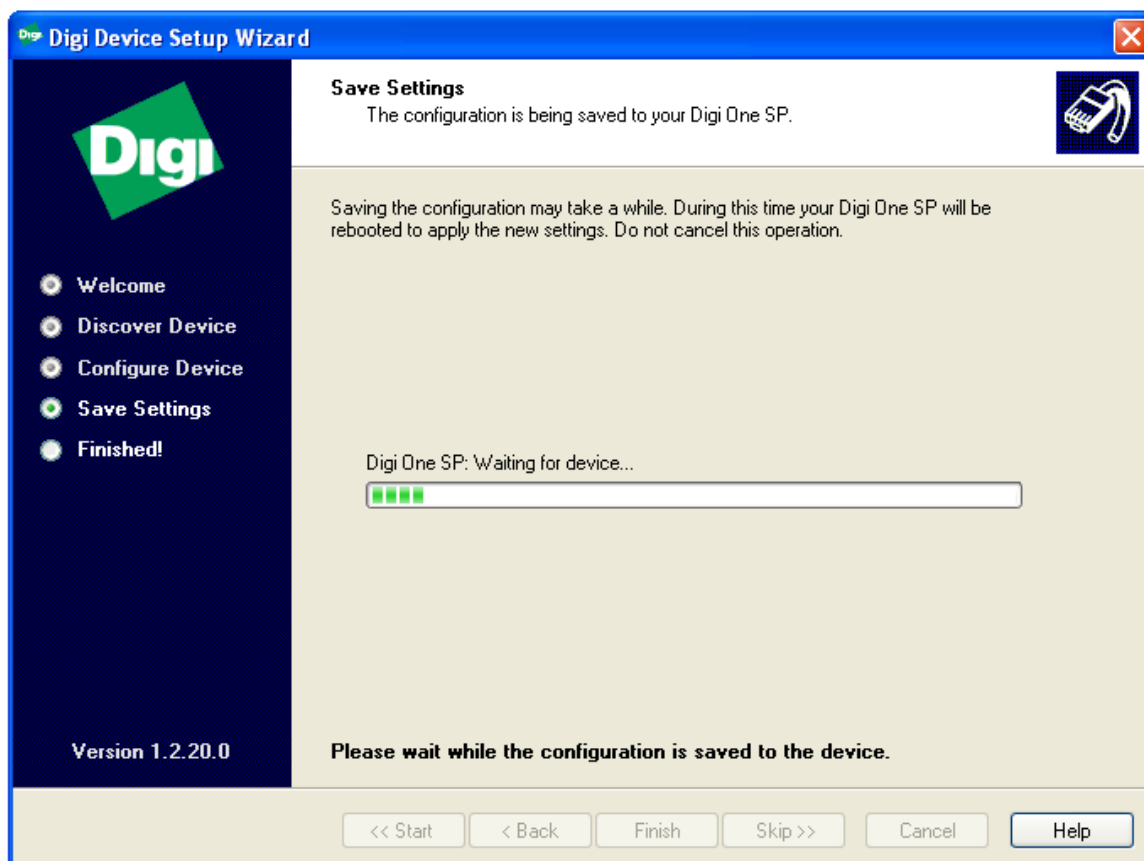 Digi Device Setup Wizard
Digi
Welcome
Discover Device
Configure Device
Save Settings
Finished!
Version 1.2.20.0
Save Settings
The configuration is being saved to your Digi One SP.
Saving the configuration may take a while. During this time your Digi One SP will be
rebooted to apply the new settings. Do not cancel this operation.
Digi One SP: Waiting for device...
Please wait while the configuration is saved to the device.
<< Start
< Back
Finish
Skip >>
Cancel
Help